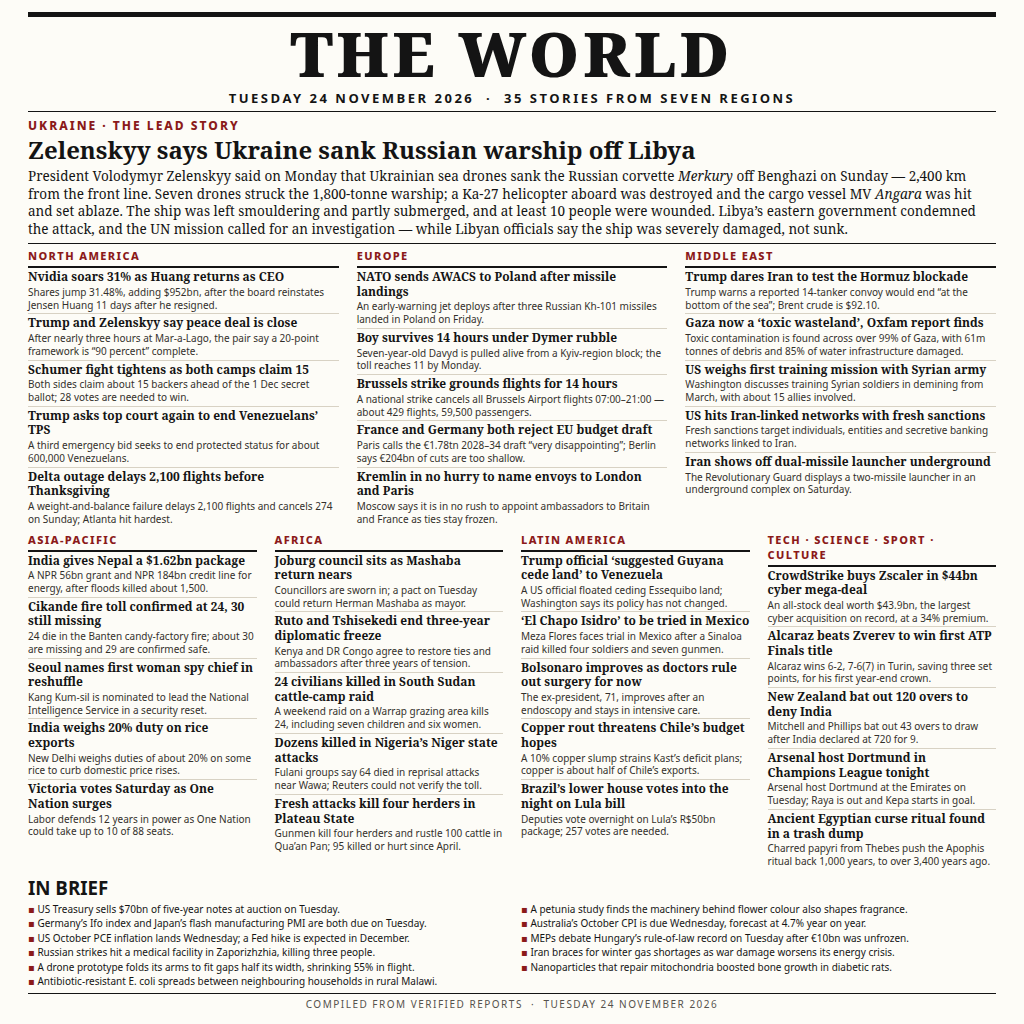 THE WORLD
TUESDAY 24 NOVEMBER 2026 · 35 STORIES FROM SEVEN REGIONS
UKRAINE · THE LEAD STORY
Zelenskyy says Ukraine sank Russian warship off Libya
President Volodymyr Zelenskyy said on Monday that Ukrainian sea drones sank the Russian corvette Merkury off Benghazi on Sunday — 2,400 km
from the front line. Seven drones struck the 1,800-tonne warship; a Ka-27 helicopter aboard was destroyed and the cargo vessel MV Angara was hit
and set ablaze. The ship was left smouldering and partly submerged, and at least 10 people were wounded. Libya’s eastern government condemned
the attack, and the UN mission called for an investigation — while Libyan officials say the ship was severely damaged, not sunk.
NORTH AMERICA
Nvidia soars 31% as Huang returns as CEO
Shares jump 31.48%, adding $952bn, after the board reinstates
Jensen Huang 11 days after he resigned.
Trump and Zelenskyy say peace deal is close
After nearly three hours at Mar-a-Lago, the pair say a 20-point
framework is “90 percent” complete.
Schumer fight tightens as both camps claim 15
Both sides claim about 15 backers ahead of the 1 Dec secret
ballot; 28 votes are needed to win.
Trump asks top court again to end Venezuelans’
TPS
A third emergency bid seeks to end protected status for about
600,000 Venezuelans.
Delta outage delays 2,100 flights before
Thanksgiving
A weight-and-balance failure delays 2,100 flights and cancels 274
on Sunday; Atlanta hit hardest.
EUROPE
NATO sends AWACS to Poland after missile
landings
An early-warning jet deploys after three Russian Kh-101 missiles
landed in Poland on Friday.
Boy survives 14 hours under Dymer rubble
Seven-year-old Davyd is pulled alive from a Kyiv-region block; the
toll reaches 11 by Monday.
Brussels strike grounds flights for 14 hours
A national strike cancels all Brussels Airport flights 07:00–21:00 —
about 429 flights, 59,500 passengers.
France and Germany both reject EU budget draft
Paris calls the €1.78tn 2028–34 draft “very disappointing”; Berlin
says €204bn of cuts are too shallow.
Kremlin in no hurry to name envoys to London
and Paris
Moscow says it is in no rush to appoint ambassadors to Britain
and France as ties stay frozen.
MIDDLE EAST
Trump dares Iran to test the Hormuz blockade
Trump warns a reported 14-tanker convoy would end “at the
bottom of the sea”; Brent crude is $92.10.
Gaza now a ‘toxic wasteland’, Oxfam report finds
Toxic contamination is found across over 99% of Gaza, with 61m
tonnes of debris and 85% of water infrastructure damaged.
US weighs first training mission with Syrian army
Washington discusses training Syrian soldiers in demining from
March, with about 15 allies involved.
US hits Iran-linked networks with fresh sanctions
Fresh sanctions target individuals, entities and secretive banking
networks linked to Iran.
Iran shows off dual-missile launcher underground
The Revolutionary Guard displays a two-missile launcher in an
underground complex on Saturday.
ASIA-PACIFIC
India gives Nepal a $1.62bn package
A NPR 56bn grant and NPR 184bn credit line for
energy, after floods killed about 1,500.
Cikande fire toll confirmed at 24, 30
still missing
24 die in the Banten candy-factory fire; about 30
are missing and 29 are confirmed safe.
Seoul names first woman spy chief in
reshuffle
Kang Kum-sil is nominated to lead the National
Intelligence Service in a security reset.
India weighs 20% duty on rice
exports
New Delhi weighs duties of about 20% on some
rice to curb domestic price rises.
Victoria votes Saturday as One
Nation surges
Labor defends 12 years in power as One Nation
could take up to 10 of 88 seats.
AFRICA
Joburg council sits as Mashaba
return nears
Councillors are sworn in; a pact on Tuesday
could return Herman Mashaba as mayor.
Ruto and Tshisekedi end three-year
diplomatic freeze
Kenya and DR Congo agree to restore ties and
ambassadors after three years of tension.
24 civilians killed in South Sudan
cattle-camp raid
A weekend raid on a Warrap grazing area kills
24, including seven children and six women.
Dozens killed in Nigeria’s Niger state
attacks
Fulani groups say 64 died in reprisal attacks
near Wawa; Reuters could not verify the toll.
Fresh attacks kill four herders in
Plateau State
Gunmen kill four herders and rustle 100 cattle in
Qua’an Pan; 95 killed or hurt since April.
LATIN AMERICA
Trump official ‘suggested Guyana
cede land’ to Venezuela
A US official floated ceding Essequibo land;
Washington says its policy has not changed.
‘El Chapo Isidro’ to be tried in Mexico
Meza Flores faces trial in Mexico after a Sinaloa
raid killed four soldiers and seven gunmen.
Bolsonaro improves as doctors rule
out surgery for now
The ex-president, 71, improves after an
endoscopy and stays in intensive care.
Copper rout threatens Chile’s budget
hopes
A 10% copper slump strains Kast’s deficit plans;
copper is about half of Chile’s exports.
Brazil’s lower house votes into the
night on Lula bill
Deputies vote overnight on Lula’s R$50bn
package; 257 votes are needed.
TECH · SCIENCE · SPORT ·
CULTURE
CrowdStrike buys Zscaler in $44bn
cyber mega-deal
An all-stock deal worth $43.9bn, the largest
cyber acquisition on record, at a 34% premium.
Alcaraz beats Zverev to win first ATP
Finals title
Alcaraz wins 6-2, 7-6(7) in Turin, saving three set
points, for his first year-end crown.
New Zealand bat out 120 overs to
deny India
Mitchell and Phillips bat out 43 overs to draw
after India declared at 720 for 9.
Arsenal host Dortmund in
Champions League tonight
Arsenal host Dortmund at the Emirates on
Tuesday; Raya is out and Kepa starts in goal.
Ancient Egyptian curse ritual found
in a trash dump
Charred papyri from Thebes push the Apophis
ritual back 1,000 years, to over 3,400 years ago.
IN BRIEF
▪ US Treasury sells $70bn of five-year notes at auction on Tuesday.
▪ Germany’s Ifo index and Japan’s flash manufacturing PMI are both due on Tuesday.
▪ US October PCE inflation lands Wednesday; a Fed hike is expected in December.
▪ Russian strikes hit a medical facility in Zaporizhzhia, killing three people.
▪ A drone prototype folds its arms to fit gaps half its width, shrinking 55% in flight.
▪ Antibiotic-resistant E. coli spreads between neighbouring households in rural Malawi.
▪ A petunia study finds the machinery behind flower colour also shapes fragrance.
▪ Australia’s October CPI is due Wednesday, forecast at 4.7% year on year.
▪ MEPs debate Hungary’s rule-of-law record on Tuesday after €10bn was unfrozen.
▪ Iran braces for winter gas shortages as war damage worsens its energy crisis.
▪ Nanoparticles that repair mitochondria boosted bone growth in diabetic rats.
COMPILED FROM VERIFIED REPORTS · TUESDAY 24 NOVEMBER 2026